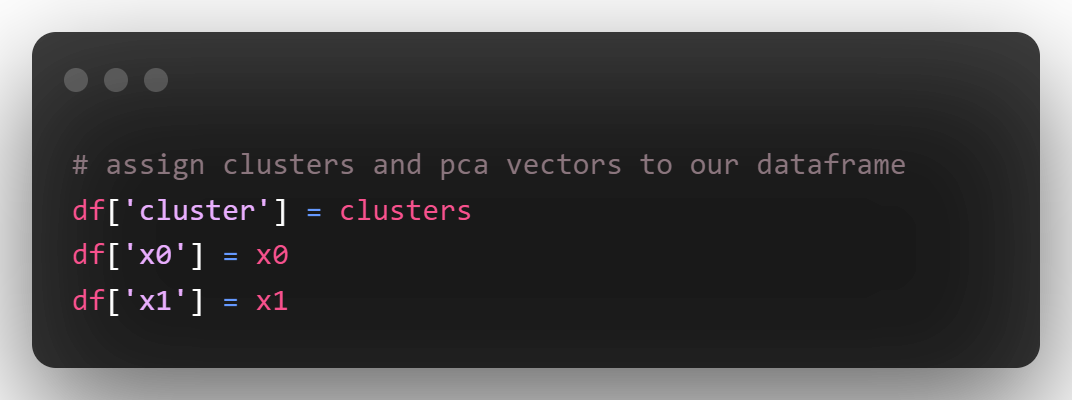 # assign clusters and pca vectors to our dataframe
df['cluster'] = clusters
df['x0'] = x0
df['x1'] = x1